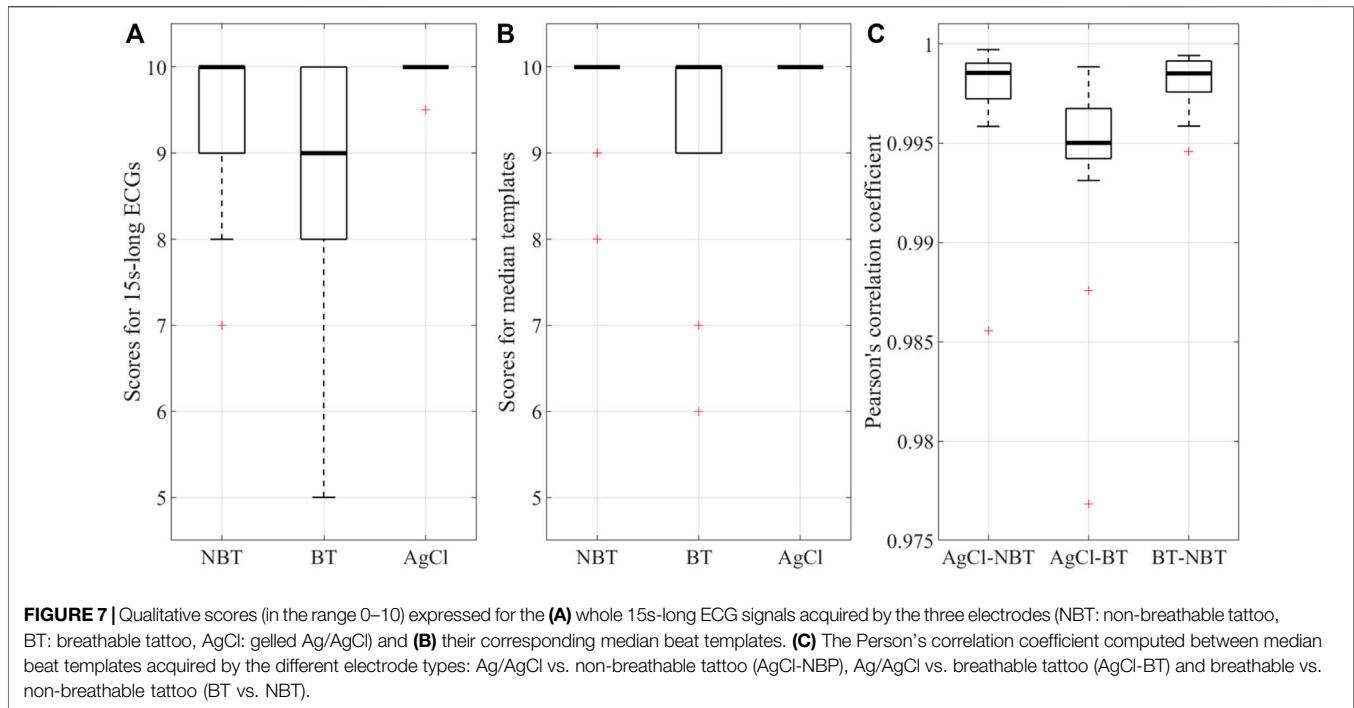 A
Scores for 15s-long ECGs
10
9
8
7
6
5
NBT
BT
AgCl
B
Scores for median templates
10
9
8
7
6
5
NBT
BT
AgCl
C
Pearson's correlation coefficient
1
0.995
0.99
0.985
0.98
0.975
AgCl-NBT
AgCl-BT
BT-NBT
FIGURE 7 | Qualitative scores (in the range 0–10) expressed for the (A) whole 15s-long ECG signals acquired by the three electrodes (NBT: non-breathable tattoo,
BT: breathable tattoo, AgCl: gelled Ag/AgCl) and (B) their corresponding median beat templates. (C) The Person's correlation coefficient computed between median
beat templates acquired by the different electrode types: Ag/AgCl vs. non-breathable tattoo (AgCl-NBP), Ag/AgCl vs. breathable tattoo (AgCl-BT) and breathable vs.
non-breathable tattoo (BT vs. NBT).